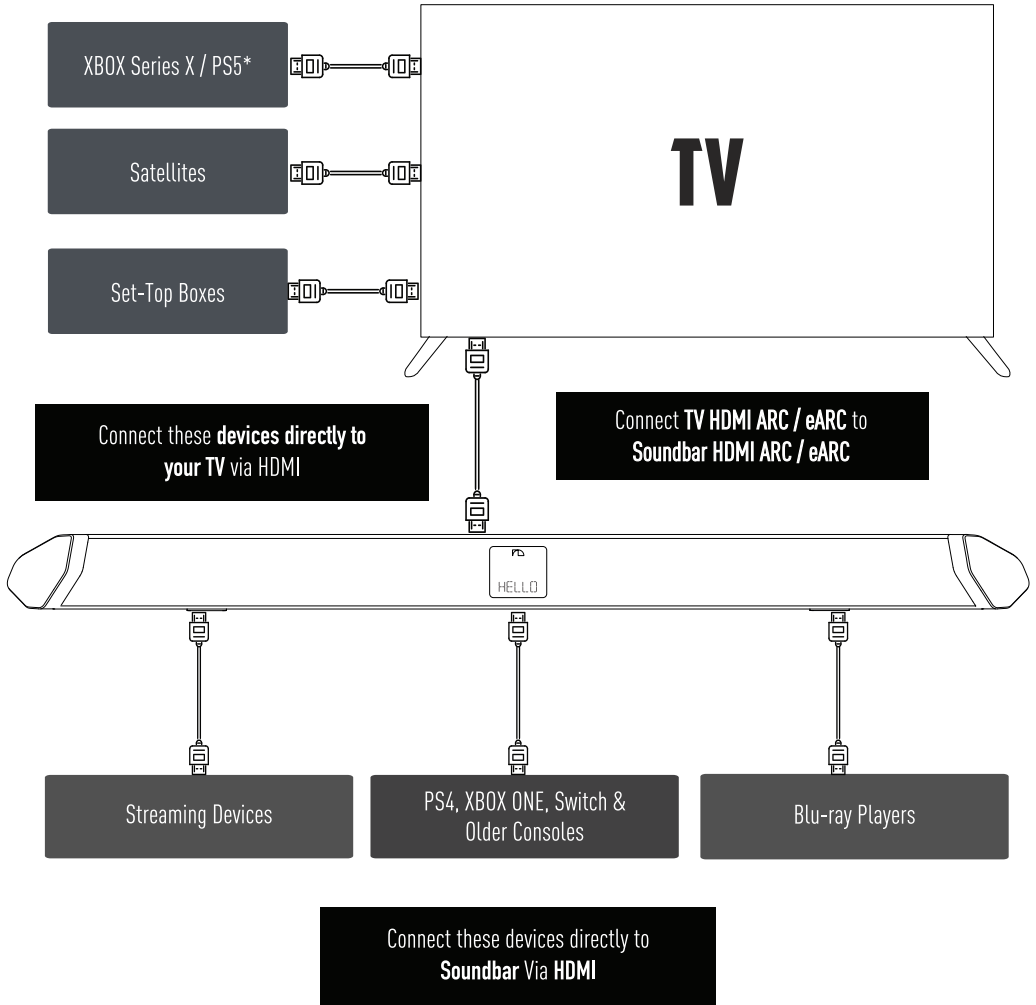 XBOX Series X / PS5*
TV
Satellites
Set-Top Boxes
Connect these devices directly to
your TV via HDMI
Connect TV HDMI ARC / eARC to
Soundbar HDMI ARC / eARC
HELLO
Streaming Devices
PS4, XBOX ONE, Switch &
Older Consoles
Blu-ray Players
Connect these devices directly to
Soundbar Via HDMI